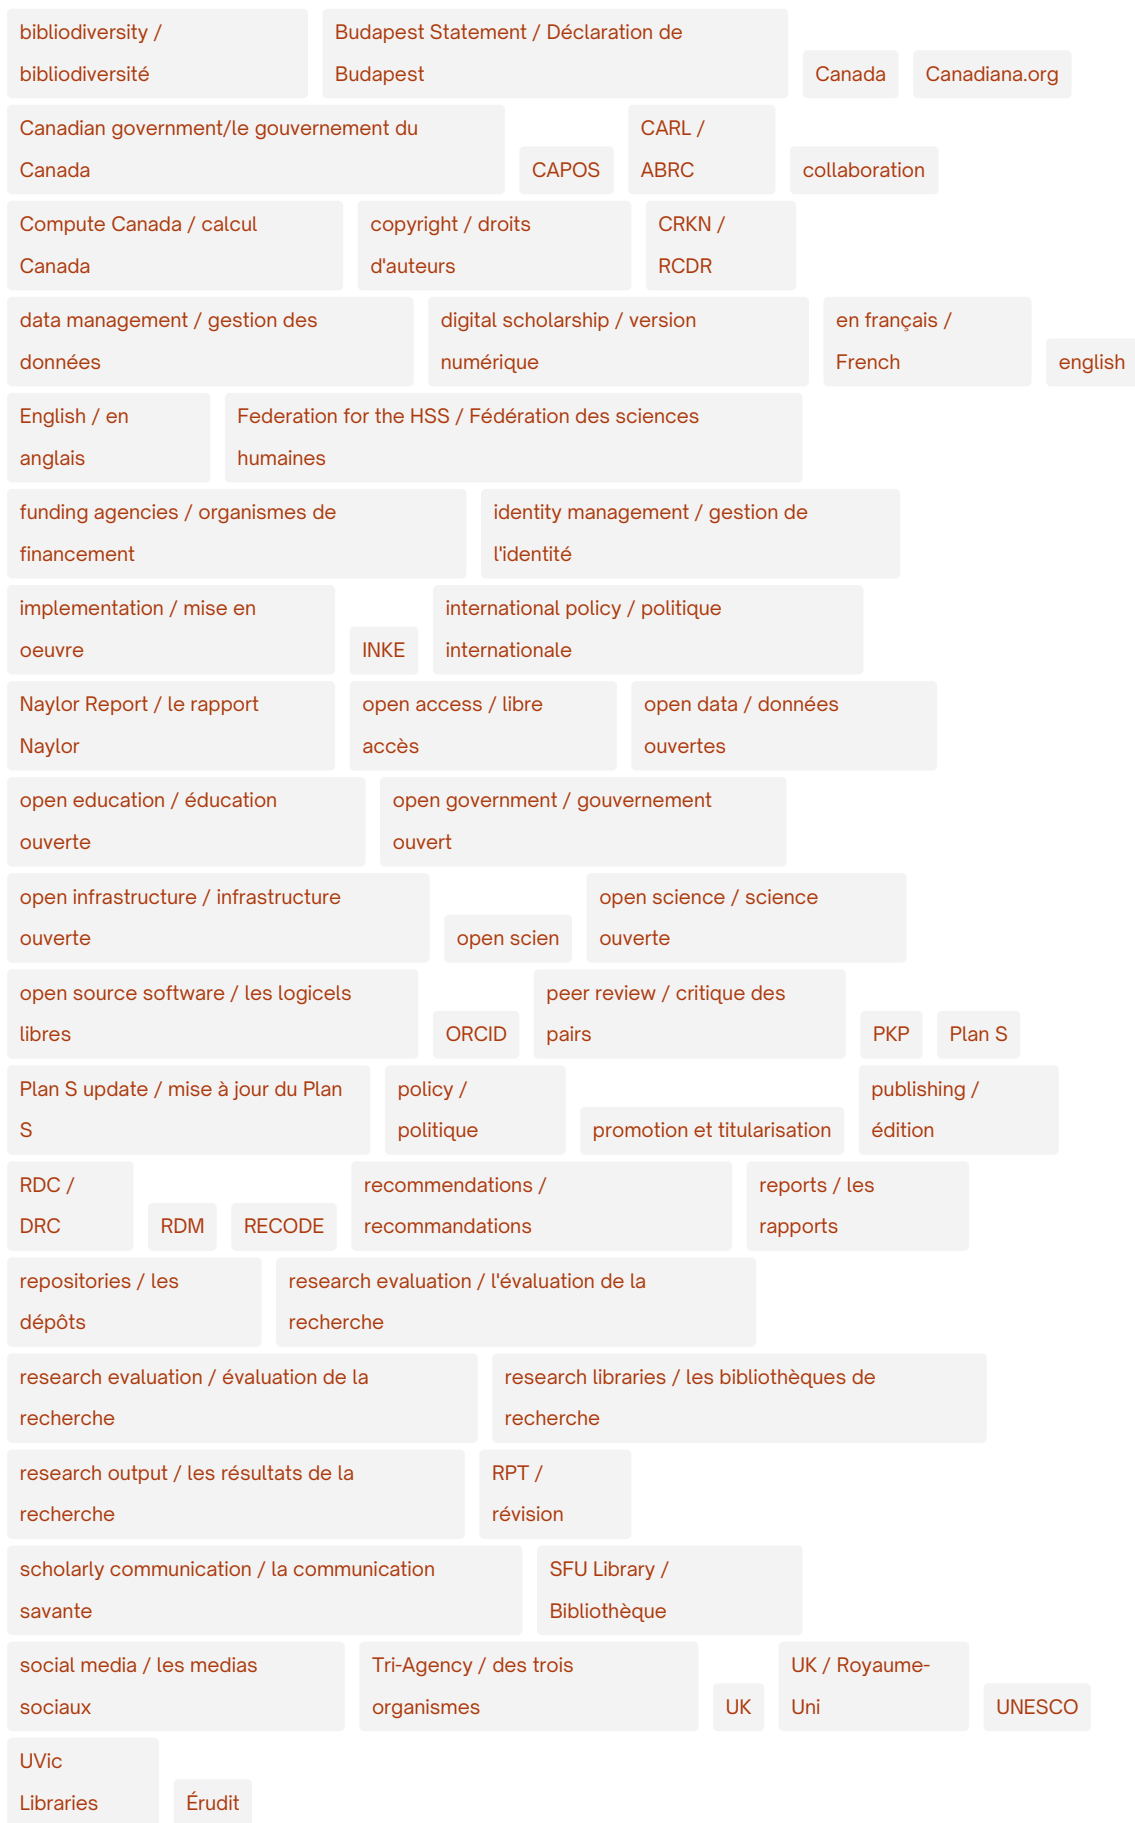 bibliodiversity /
bibliodiversité
Budapest Statement / Déclaration de
Budapest
Canada
Canadiana.org
Canadian government/le gouvernement du
Canada
CAPOS
CARL /
ABRC
collaboration
Compute Canada / calcul
Canada
copyright / droits
d'auteurs
CRKN /
RCDR
data management / gestion des
données
digital scholarship / version
numérique
en français /
French
english
English / en
anglais
Federation for the HSS / Fédération des sciences
humaines
funding agencies / organismes de
financement
identity management / gestion de
l'identité
implementation / mise en
oeuvre
INKE
international policy / politique
internationale
Naylor Report / le rapport
Naylor
open access / libre
accès
open data / données
ouvertes
open education / éducation
ouverte
open government / gouvernement
ouvert
open infrastructure / infrastructure
ouverte
open scien
open science / science
ouverte
open source software / les logicels
libres
ORCID
peer review / critique des
pairs
PKP
Plan S
Plan S update / mise à jour du Plan
S
policy /
politique
promotion et titularisation
publishing /
édition
RDC /
DRC
RDM
RECODE
recommendations /
recommandations
reports / les
rapports
repositories / les
dépôts
research evaluation / l'évaluation de la
recherche
research evaluation / évaluation de la
recherche
research libraries / les bibliothèques de
recherche
research output / les résultats de la
recherche
RPT /
révision
scholarly communication / la communication
savante
SFU Library /
Bibliothèque
social media / les medias
sociaux
Tri-Agency / des trois
organismes
UK
UK / Royaume-
Uni
UNESCO
UVic
Libraries
Érudit